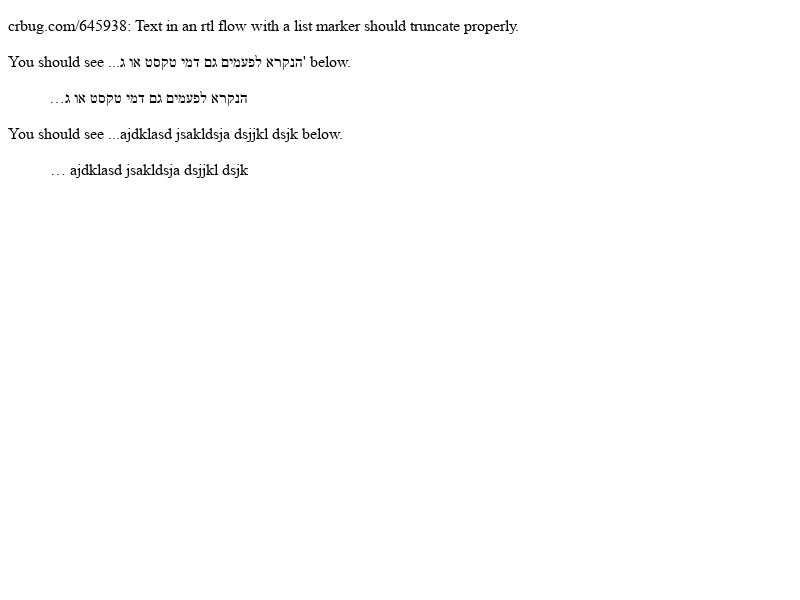 crbug.com/645938: Text in an rtl flow with a list marker should truncate properly.
You should see ...הנקרא לפעמים גם דמי טקסט או ג' below.
הנקרא לפעמים גם דמי טקסט או ג…
You should see ...ajdklasd jsakldsja dsjjkl dsjk below.
… ajdklasd jsakldsja dsjjkl dsjk